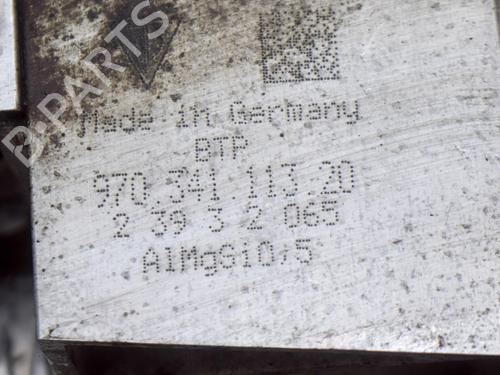 Made in Germany
BTP
970.341.113.20
2 39 3 2 065
AlMgSi0,5
B-PARTS